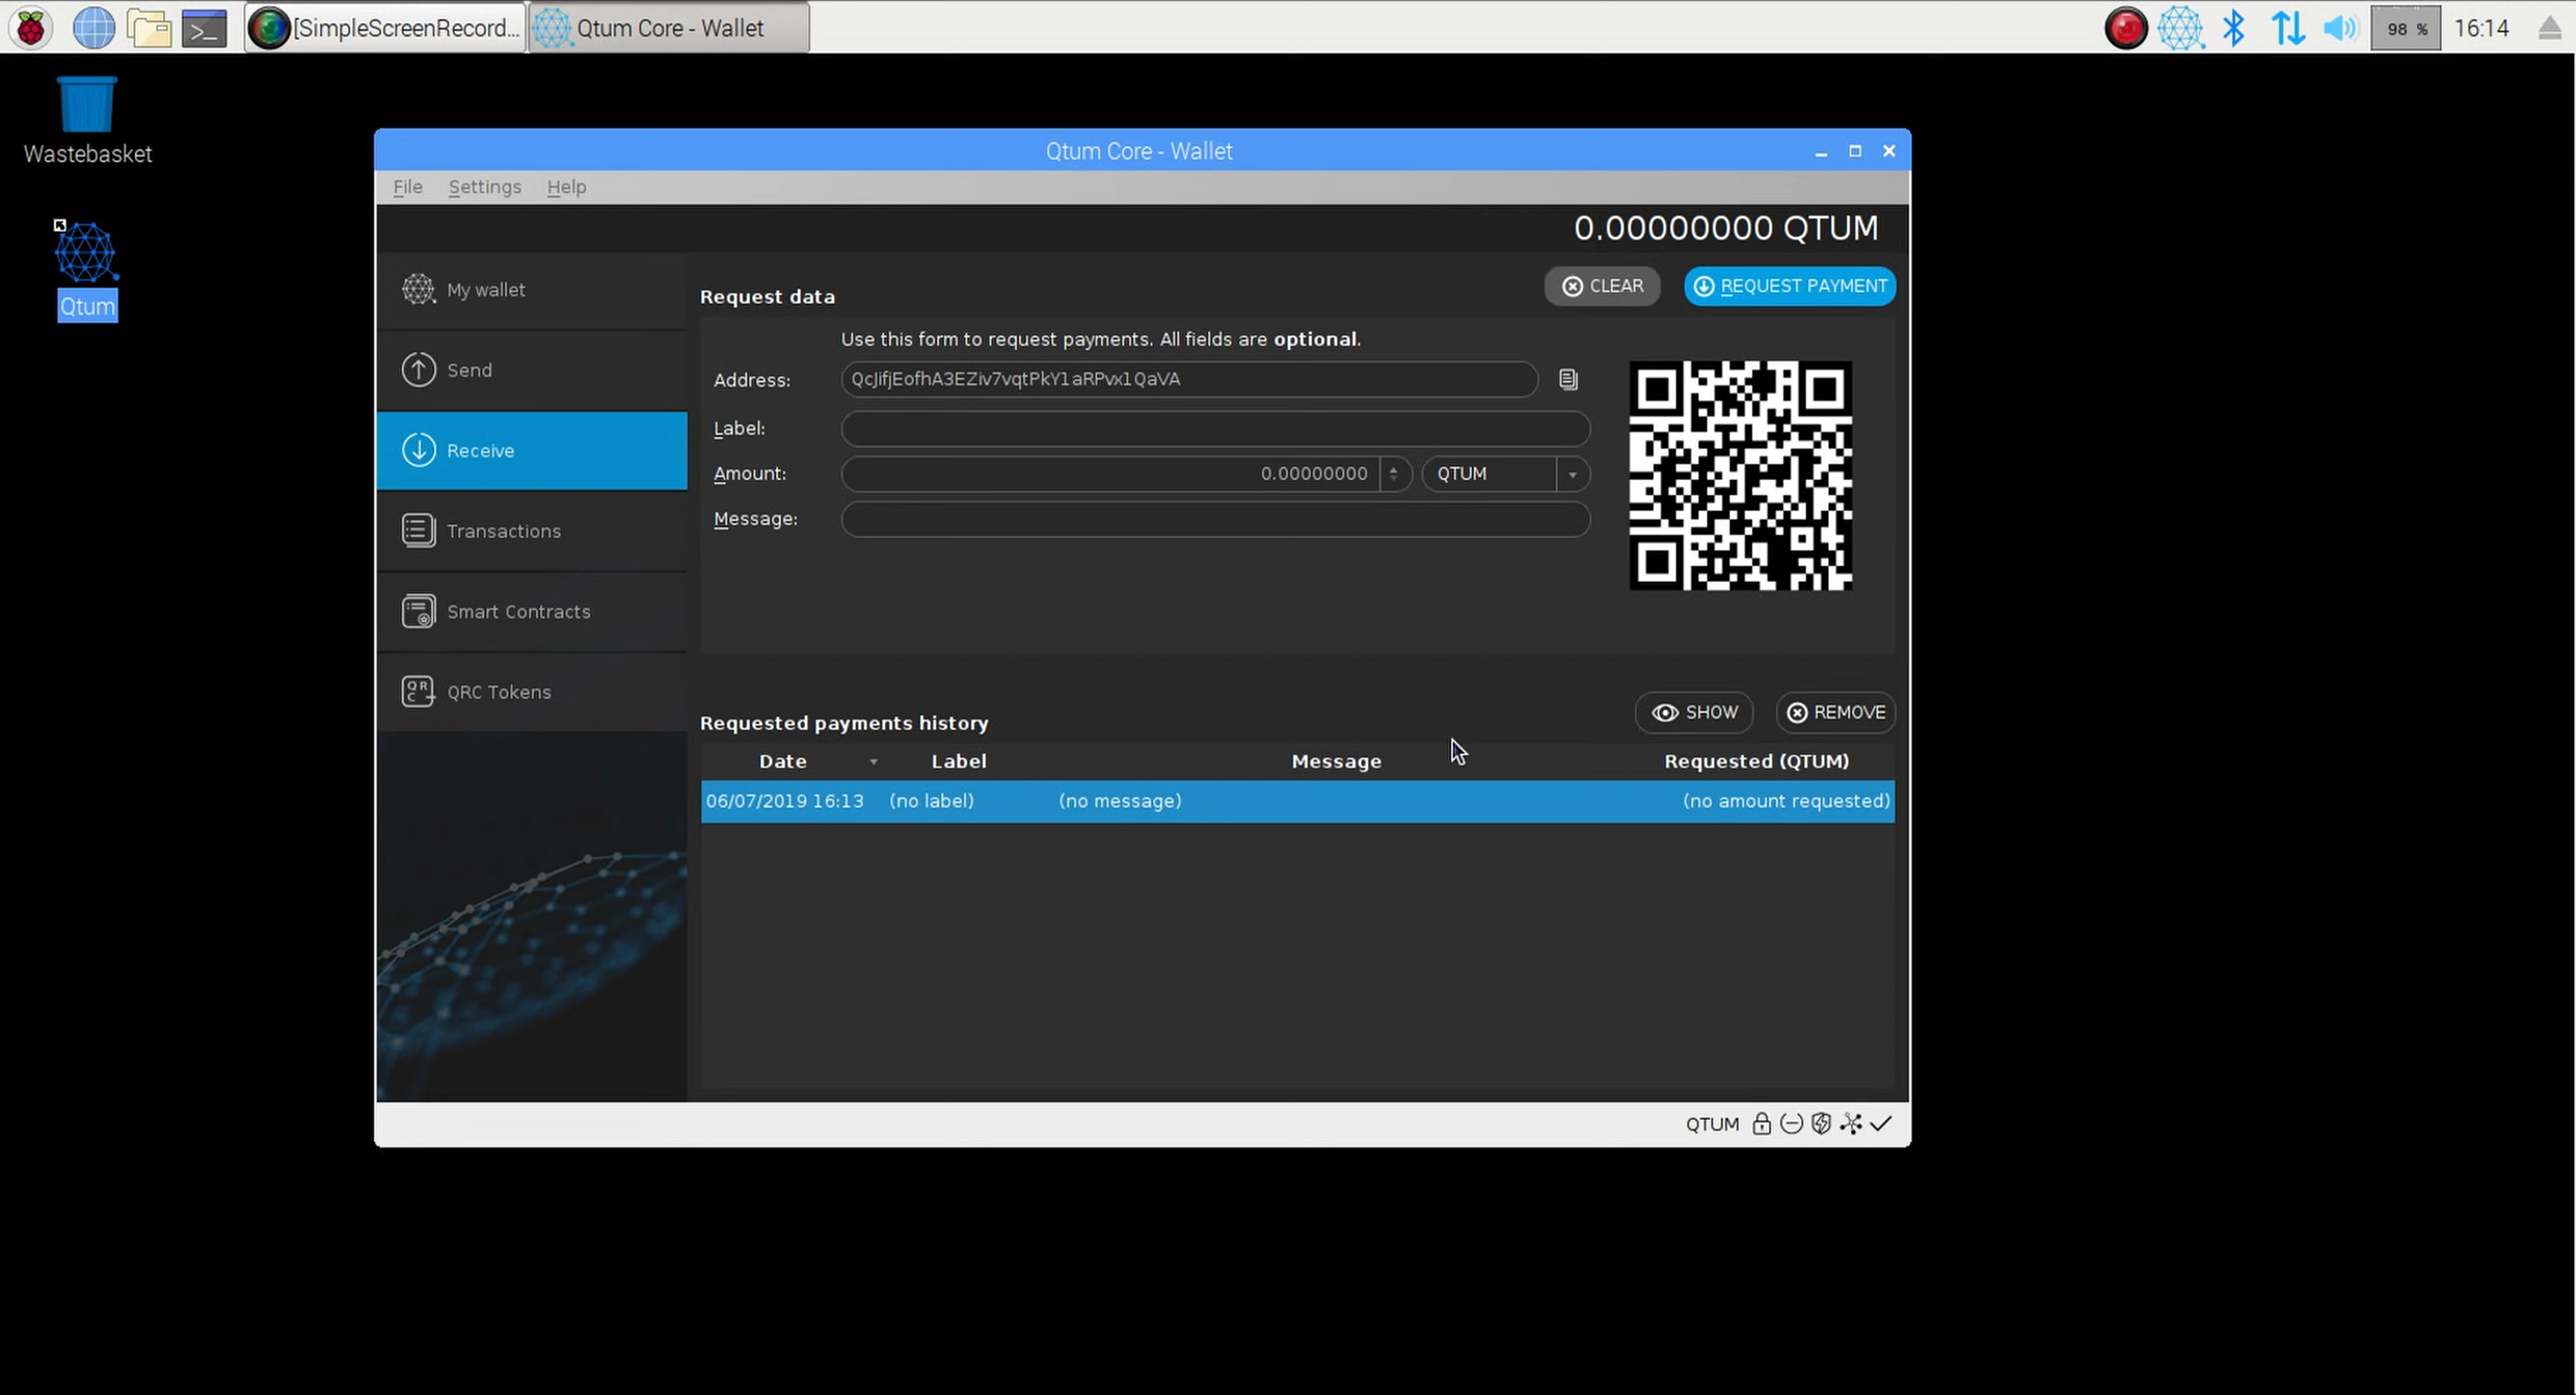 [SimpleScreenRecord...
Qtum Core - Wallet
98 %
16:14
Wastebasket
Qtum
Qtum Core - Wallet
File Settings Help
0.00000000 QTUM
My wallet
Send
Receive
Transactions
Smart Contracts
QRC Tokens
Request data
CLEAR
REQUEST PAYMENT
Use this form to request payments. All fields are optional.
Address: QcJifjEofhA3EZiv7vqtPkY1aRPvx1QaVA
Label:
Amount: 0.00000000 QTUM
Message:
Requested payments history
SHOW
REMOVE
Date Label Message Requested (QTUM)
06/07/2019 16:13 (no label) (no message) (no amount requested)
QTUM